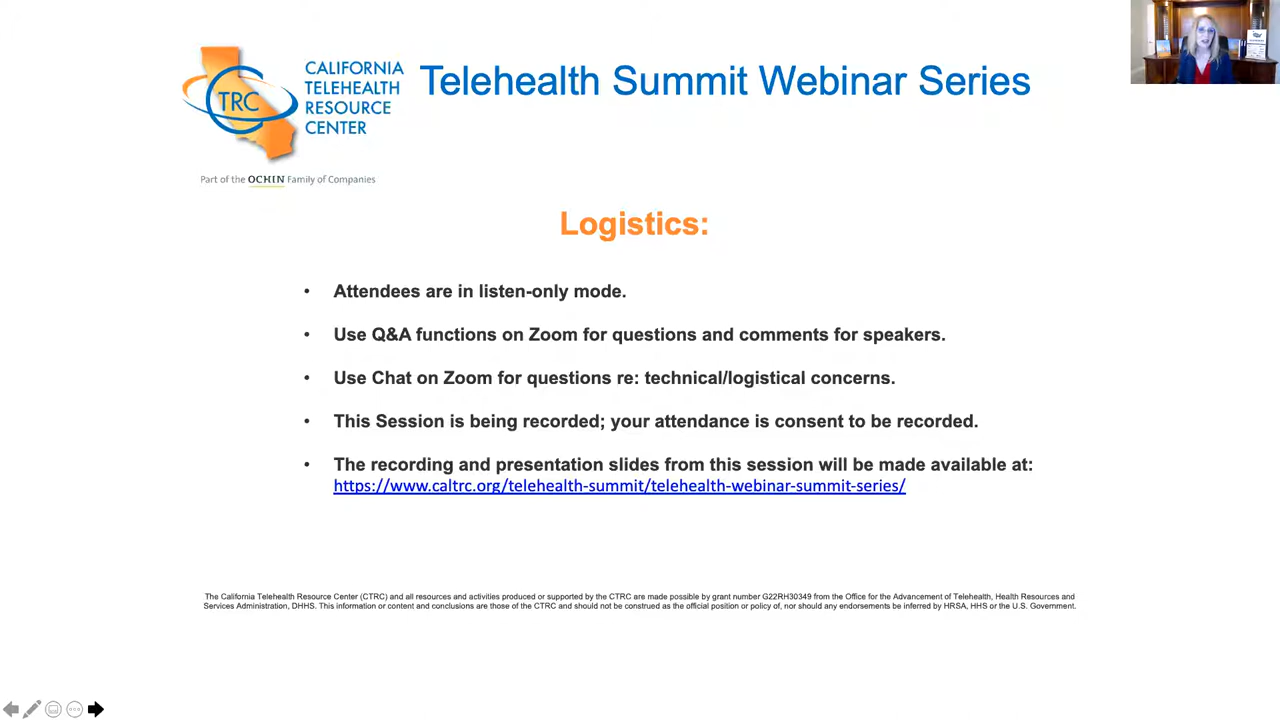 CALIFORNIA
TELEHEALTH
RESOURCE
CENTER
TRC
Part of the OCHIN Family of Companies
Telehealth Summit Webinar Series
Logistics:
• Attendees are in listen-only mode.
• Use Q&A functions on Zoom for questions and comments for speakers.
• Use Chat on Zoom for questions re: technical/logistical concerns.
• This Session is being recorded; your attendance is consent to be recorded.
• The recording and presentation slides from this session will be made available at:
https://www.caltrc.org/telehealth-summit/telehealth-webinar-summit-series/
The California Telehealth Resource Center (CTRC) and all resources and activities produced or supported by the CTRC are made possible by grant number G22RH30349 from the Office for the Advancement of Telehealth, Health Resources and
Services Administration, DHHS. This information or content and conclusions are those of the CTRC and should not be construed as the official position or policy of, nor should any endorsements be inferred by HRSA, HHS or the U.S. Government.